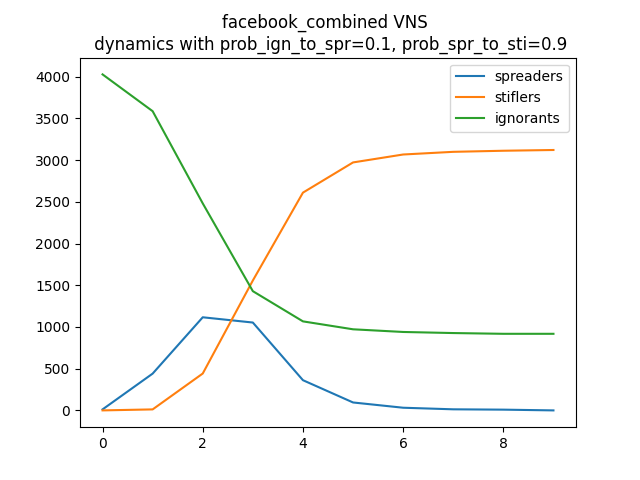 facebook_combined VNS
dynamics with prob_ign_to_spr=0.1, prob_spr_to_sti=0.9
spreaders
stiflers
ignorants
4000
3500
3000
2500
2000
1500
1000
500
0
0 2 4 6 8